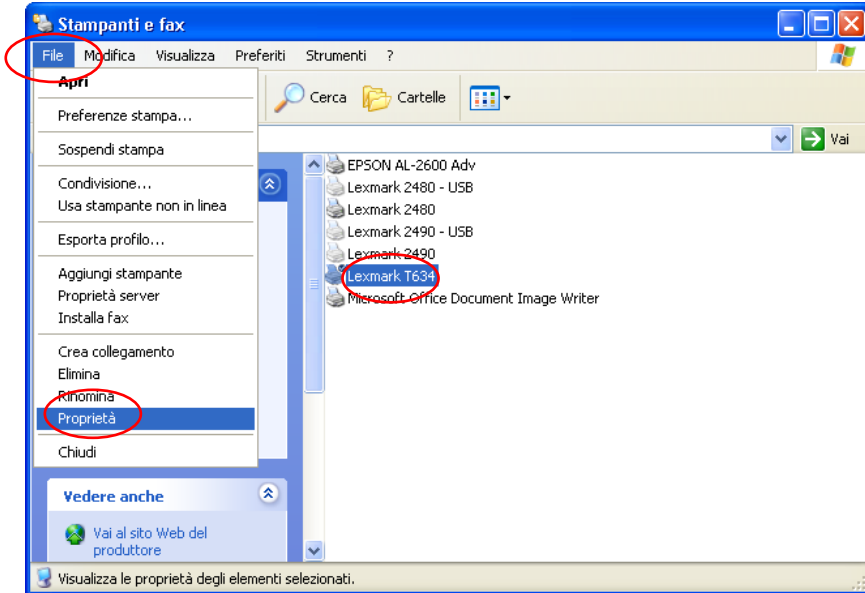 Stampanti e fax
File Modifica Visualizza Preferiti Strumenti ?
Cerca Cartelle
Vai
Apri
Preferenze stampa...
Sospendi stampa
Condivisione...
Usa stampante non in linea
Esporta profilo...
Aggiungi stampante
Proprietà server
Installa fax
Crea collegamento
Elimina
Rinomina
Proprietà
Chiudi
Vedere anche
Vai al sito Web del
produttore
EPSON AL-2600 Adv
Lexmark 2480 - USB
Lexmark 2480
Lexmark 2490 - USB
Lexmark 2490
Lexmark T634
Microsoft Office Document Image Writer
Visualizza le proprietà degli elementi selezionati.